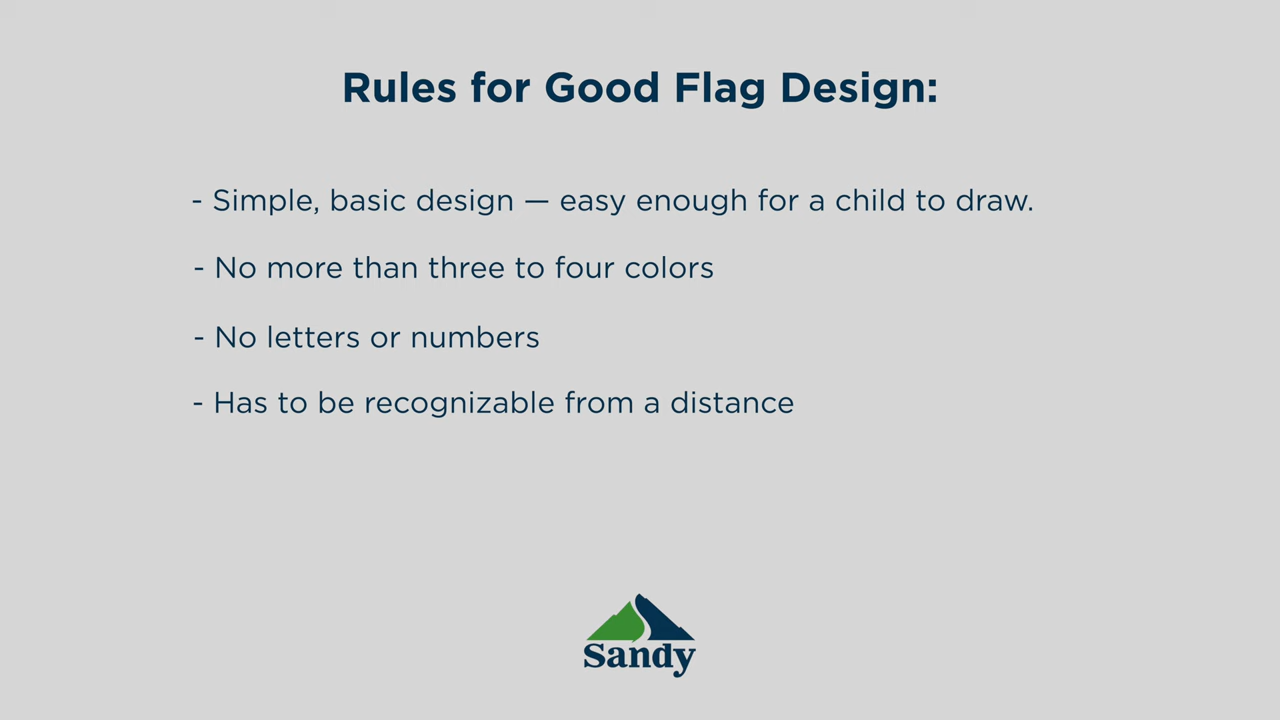 Rules for Good Flag Design:
- Simple, basic design — easy enough for a child to draw.
- No more than three to four colors
- No letters or numbers
- Has to be recognizable from a distance
Sandy